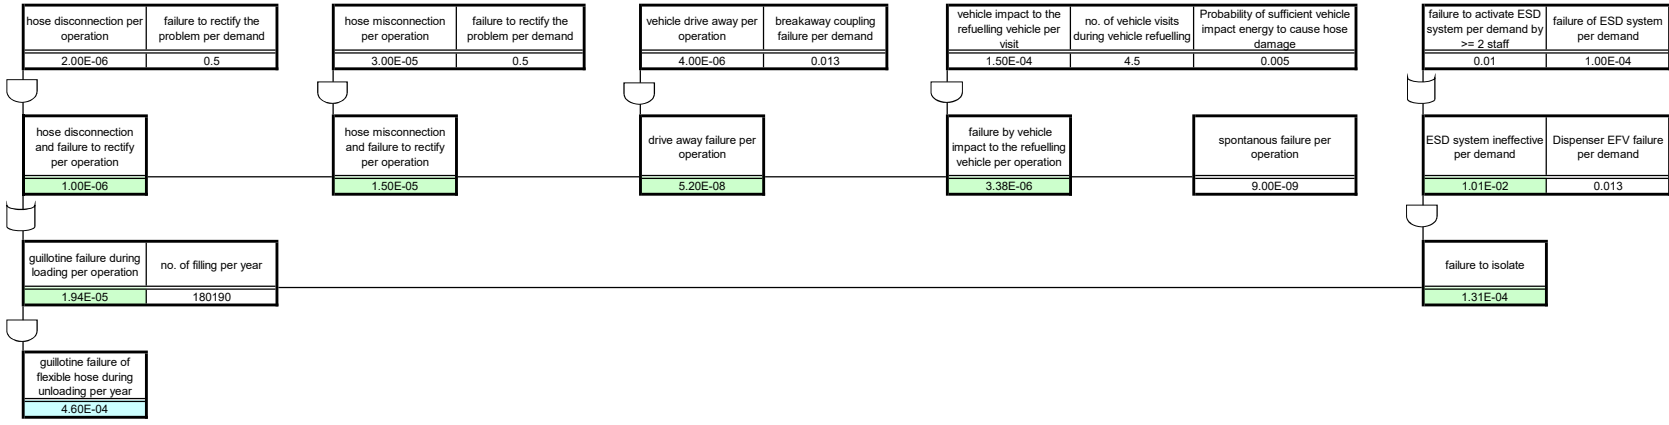 hose disconnection per
operation
failure to rectify the
problem per demand
2.00E-06
0.5
hose misconnection
per operation
failure to rectify the
problem per demand
3.00E-05
0.5
vehicle drive away per
operation
breakaway coupling
failure per demand
4.00E-06
0.013
vehicle impact to the
refuelling vehicle per
visit
no. of vehicle visits
during vehicle refuelling
Probability of sufficient vehicle
impact energy to cause hose
damage
1.50E-04
4.5
0.005
failure to activate ESD
system per demand by
>= 2 staff
failure of ESD system
per demand
0.01
1.00E-04
hose disconnection
and failure to rectify
per operation
1.00E-06
hose misconnection
and failure to rectify
per operation
1.50E-05
drive away failure per
operation
5.20E-08
failure by vehicle
impact to the refuelling
vehicle per operation
3.38E-06
spontanous failure per
operation
9.00E-09
ESD system ineffective
per demand
Dispenser EFV failure
per demand
1.01E-02
0.013
guillotine failure during
loading per operation
no. of filling per year
1.94E-05
180190
failure to isolate
1.31E-04
guillotine failure of
flexible hose during
unloading per year
4.60E-04